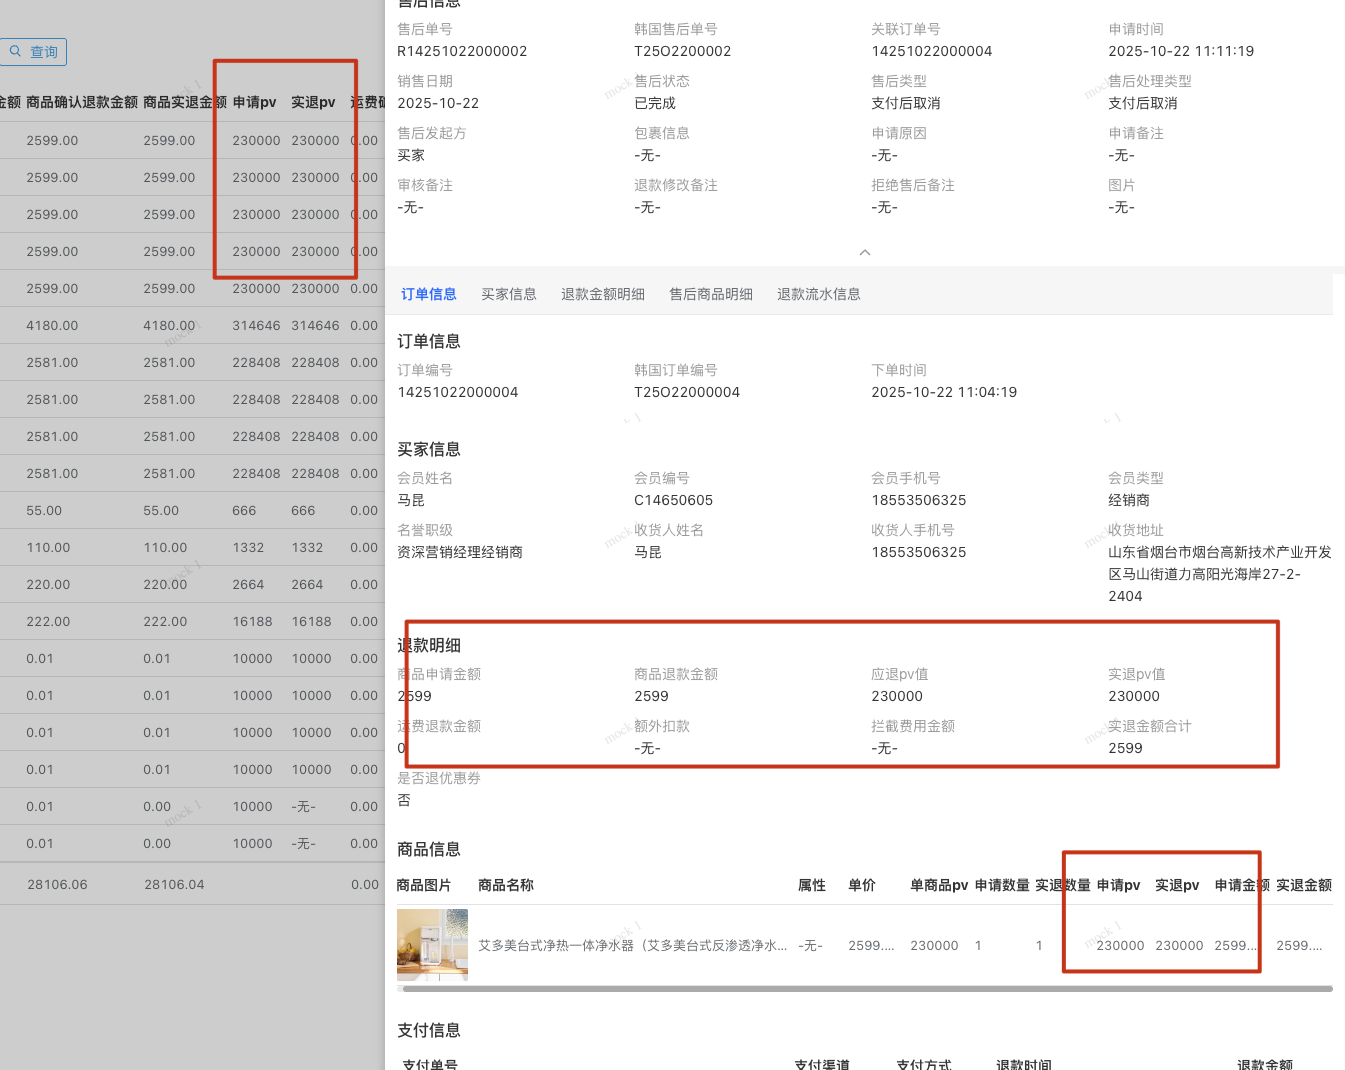 售后信息
售后单号 韩国售后单号 关联订单号 申请时间
R14251022000002 T25O2200002 14251022000004 2025-10-22 11:11:19
销售日期 售后状态 售后类型 售后处理类型
2025-10-22 已完成 支付后取消 支付后取消
售后发起方 包裹信息 申请原因 申请备注
买家 -无- -无- -无-
审核备注 退款修改备注 拒绝售后备注 图片
-无- -无- -无- -无-
订单信息 买家信息 退款金额明细 售后商品明细 退款流水信息
订单信息
订单编号 韩国订单编号 下单时间
14251022000004 T25O22000004 2025-10-22 11:04:19
买家信息
会员姓名 会员编号 会员手机号 会员类型
马昆 C14650605 18553506325 经销商
名誉职级 收货人姓名 收货人手机号 收货地址
资深营销经理经销商 马昆 18553506325 山东省烟台市烟台高新技术产业开发
区马山街道力高阳光海岸27-2-
2404
退款明细
商品申请金额 商品退款金额 应退pv值 实退pv值
2599 2599 230000 230000
运费退款金额 额外扣款 拦截费用金额 实退金额合计
0 -无- -无- 2599
是否退优惠券
否
商品信息
商品图片 商品名称 属性 单价 单商品pv 申请数量 实退数量 申请pv 实退pv 申请金额 实退金额
艾多美台式净热一体净水器（艾多美台式反渗透净水... -无- 2599.... 230000 1 1 230000 230000 2599.... 2599....
支付信息
支付单号 支付渠道 支付方式 退款时间 退款金额
查询
金额 商品确认退款金额 商品实退金额 申请pv 实退pv 运费确
2599.00 2599.00 230000 230000 0.00
2599.00 2599.00 230000 230000 0.00
2599.00 2599.00 230000 230000 0.00
2599.00 2599.00 230000 230000 0.00
2599.00 2599.00 230000 230000 0.00
4180.00 4180.00 314646 314646 0.00
2581.00 2581.00 228408 228408 0.00
2581.00 2581.00 228408 228408 0.00
2581.00 2581.00 228408 228408 0.00
2581.00 2581.00 228408 228408 0.00
55.00 55.00 666 666 0.00
110.00 110.00 1332 1332 0.00
220.00 220.00 2664 2664 0.00
222.00 222.00 16188 16188 0.00
0.01 0.01 10000 10000 0.00
0.01 0.01 10000 10000 0.00
0.01 0.01 10000 10000 0.00
0.01 0.01 10000 10000 0.00
0.01 0.00 10000 -无- 0.00
0.01 0.00 10000 -无- 0.00
28106.06 28106.04 0.00
mock 1